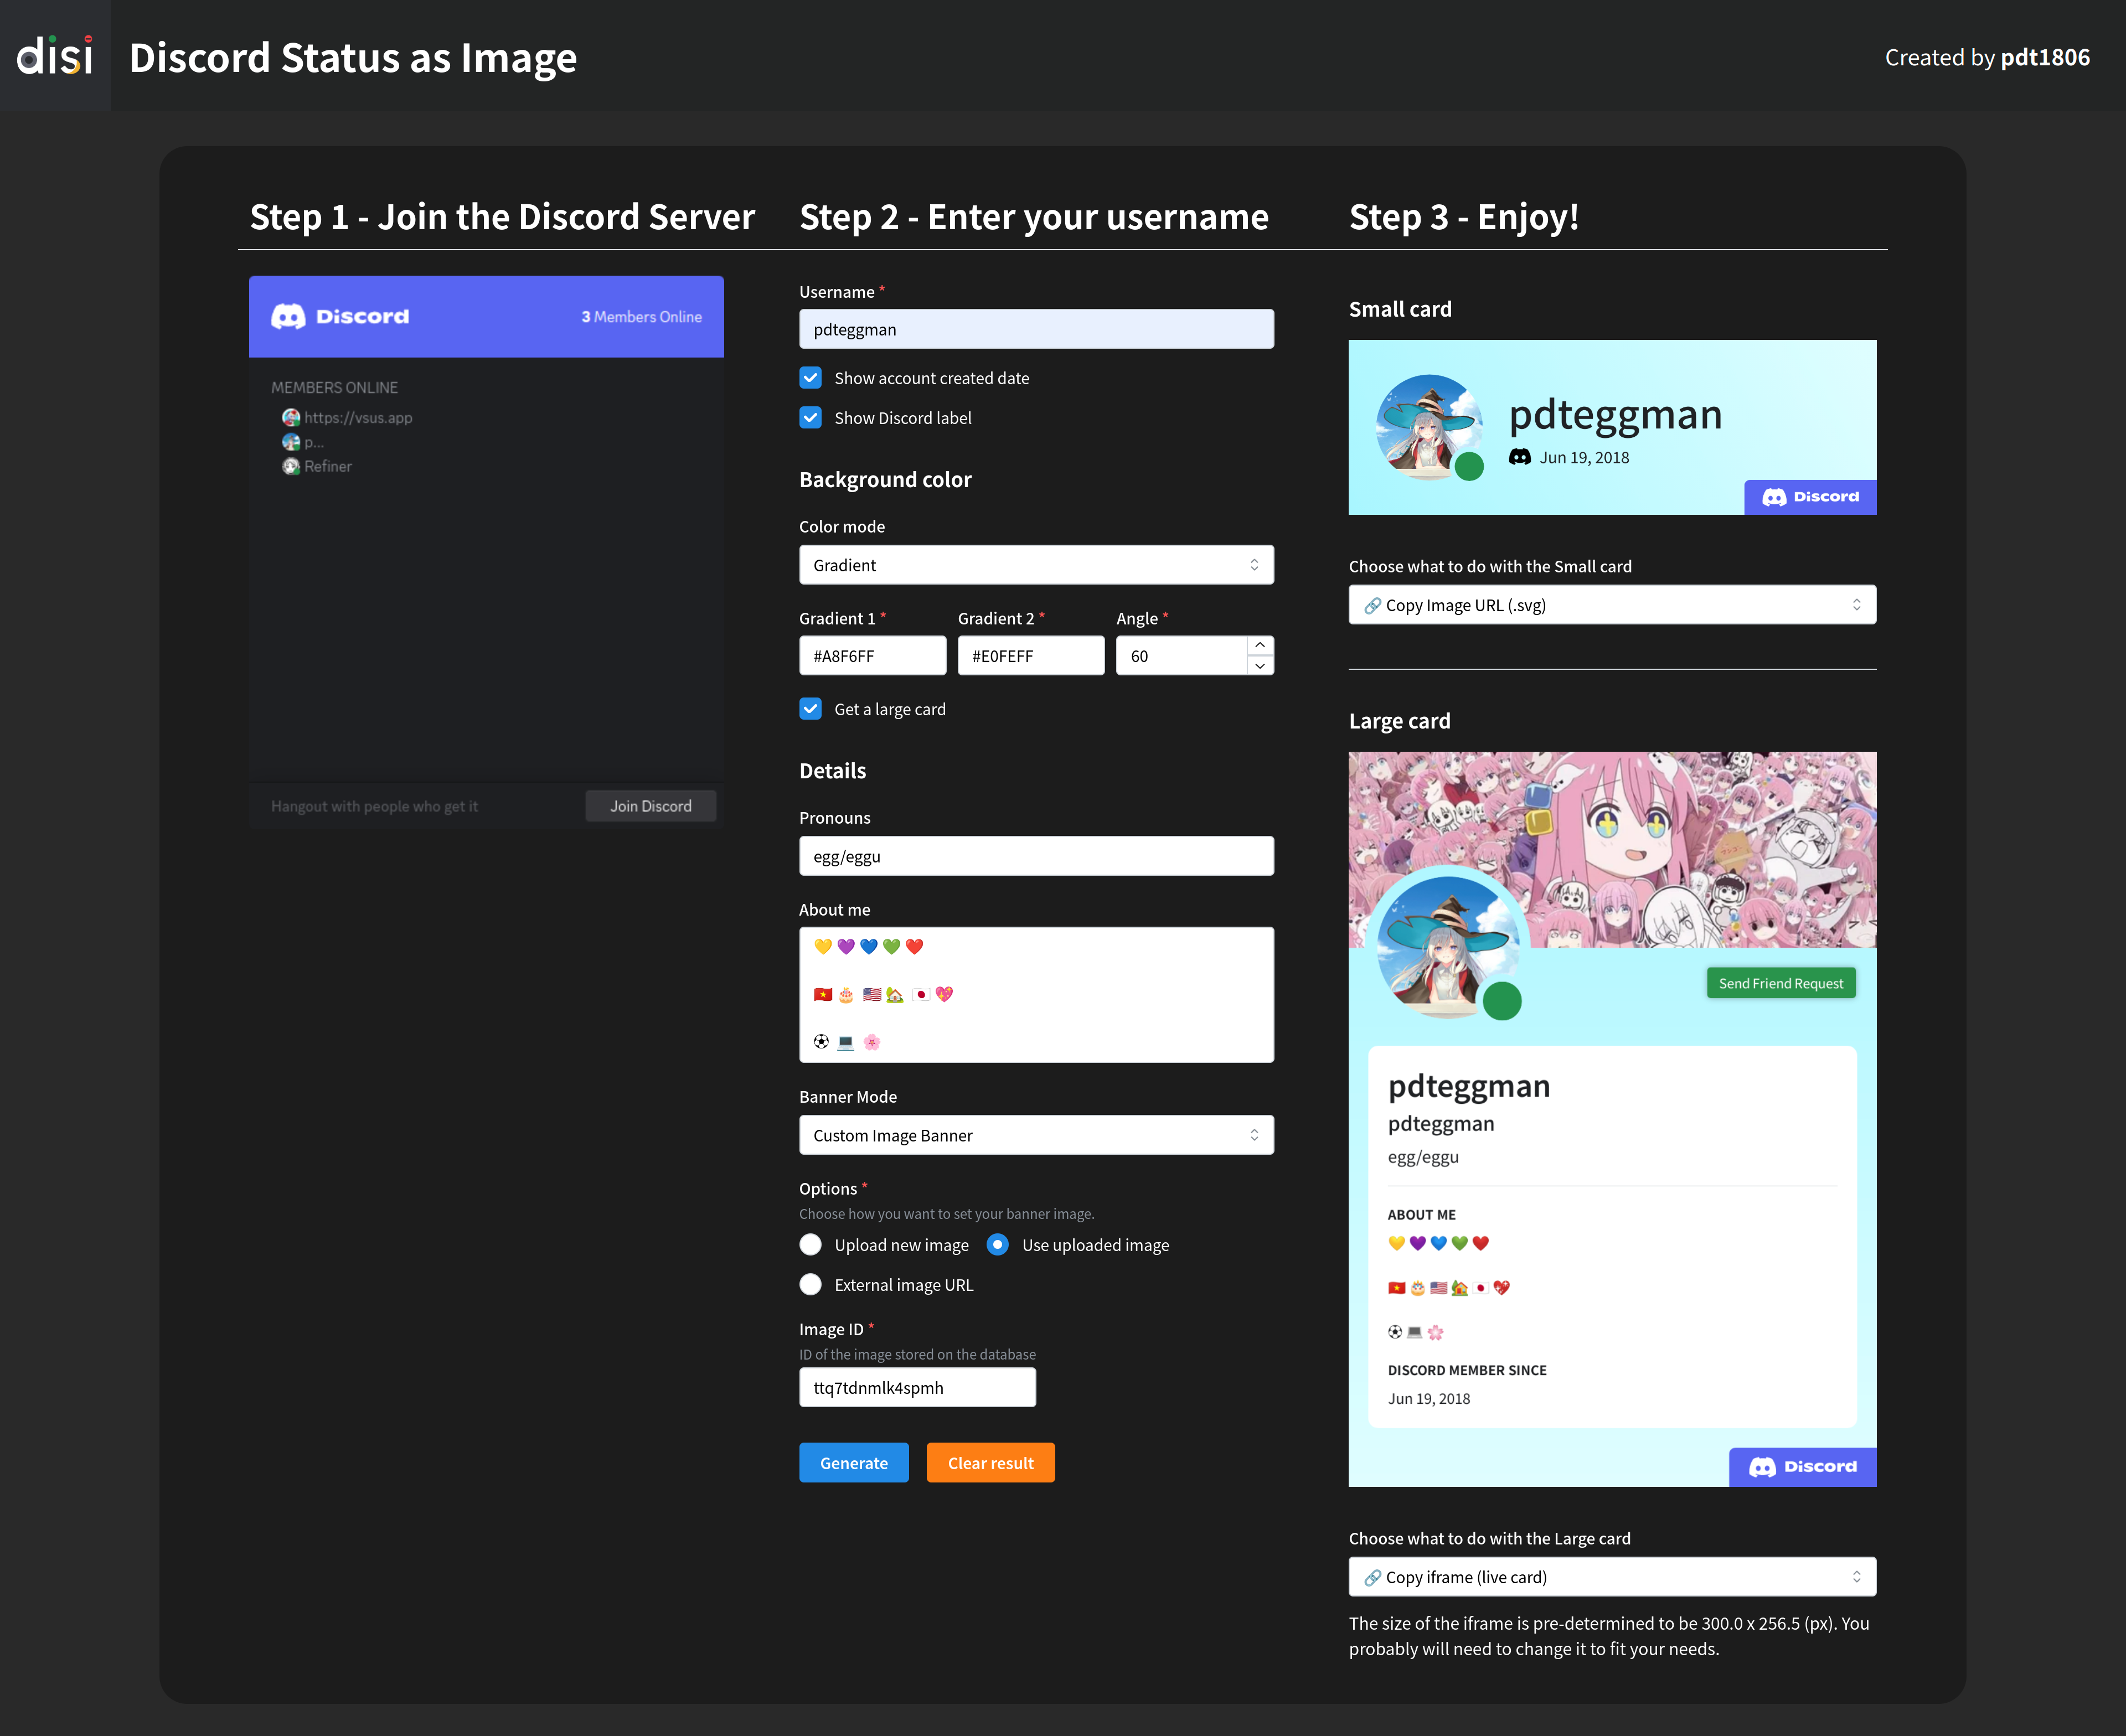 disi
Discord Status as Image
Created by pdt1806
Step 1 - Join the Discord Server
Discord
3 Members Online
MEMBERS ONLINE
https://vsus.app
p...
Refiner
Hangout with people who get it
Join Discord
Step 2 - Enter your username
Username *
pdteggman
Show account created date
Show Discord label
Background color
Color mode
Gradient
Gradient 1 * Gradient 2 * Angle *
#A8F6FF #E0FEFF 60
Get a large card
Details
Pronouns
egg/eggu
About me
💛 💜 💙 💚 ❤️
🇻🇳 🎂 🇺🇸 🏡 🇯🇵 💖
⚽ 💻 🌸
Banner Mode
Custom Image Banner
Options *
Choose how you want to set your banner image.
Upload new image Use uploaded image
External image URL
Image ID *
ID of the image stored on the database
ttq7tdnmlk4spmh
Generate Clear result
Step 3 - Enjoy!
Small card
pdteggman
Jun 19, 2018
Discord
Choose what to do with the Small card
🔗 Copy Image URL (.svg)
Large card
Send Friend Request
pdteggman
pdteggman
egg/eggu
ABOUT ME
💛 💜 💙 💚 ❤️
🇻🇳 🎂 🇺🇸 🏡 🇯🇵 💖
⚽ 💻 🌸
DISCORD MEMBER SINCE
Jun 19, 2018
Discord
Choose what to do with the Large card
🔗 Copy iframe (live card)
The size of the iframe is pre-determined to be 300.0 x 256.5 (px). You
probably will need to change it to fit your needs.